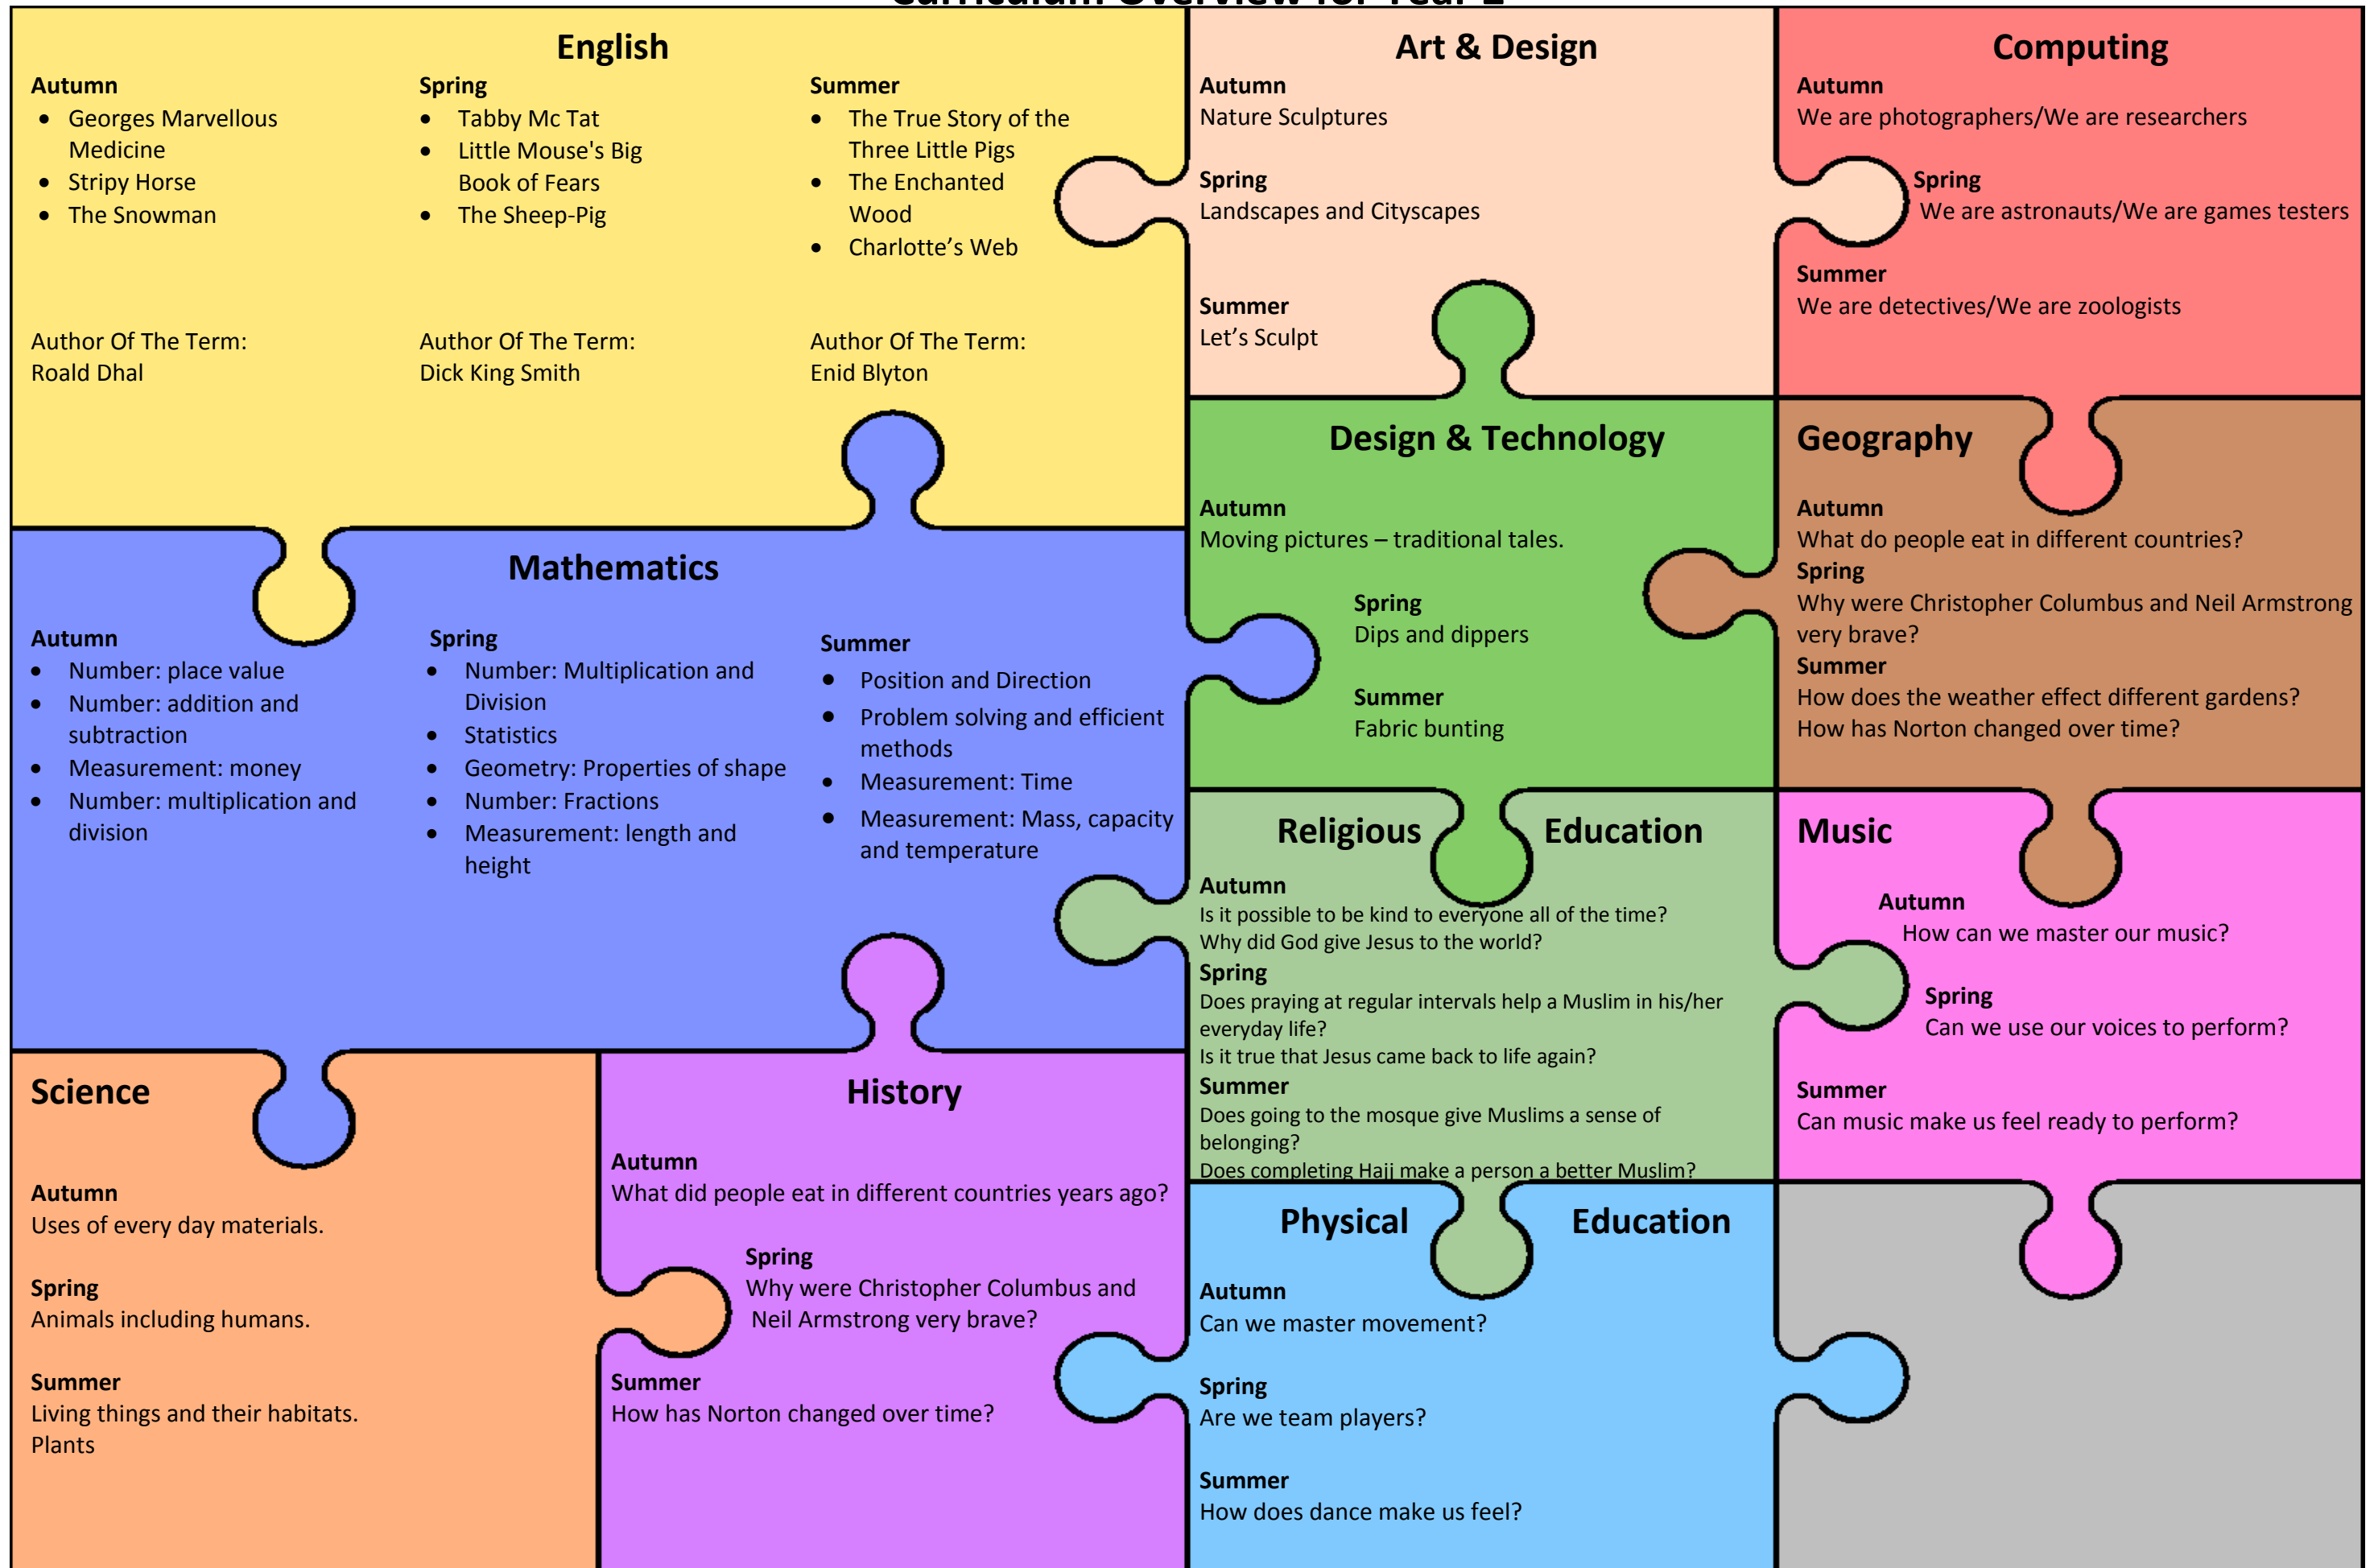 Curriculum Overview for Year
English
Autumn
• Georges Marvellous
Medicine
• Stripy Horse
• The Snowman
Author Of The Term:
Roald Dhal
Spring
• Tabby Mc Tat
• Little Mouse's Big
Book of Fears
• The Sheep-Pig
Author Of The Term:
Dick King Smith
Summer
• The True Story of the
Three Little Pigs
• The Enchanted
Wood
• Charlotte’s Web
Author Of The Term:
Enid Blyton
Art & Design
Autumn
Nature Sculptures
Spring
Landscapes and Cityscapes
Summer
Let’s Sculpt
Computing
Autumn
We are photographers/We are researchers
Spring
We are astronauts/We are games testers
Summer
We are detectives/We are zoologists
Mathematics
Autumn
• Number: place value
• Number: addition and
subtraction
• Measurement: money
• Number: multiplication and
division
Spring
• Number: Multiplication and
Division
• Statistics
• Geometry: Properties of shape
• Number: Fractions
• Measurement: length and
height
Summer
• Position and Direction
• Problem solving and efficient
methods
• Measurement: Time
• Measurement: Mass, capacity
and temperature
Design & Technology
Autumn
Moving pictures – traditional tales.
Spring
Dips and dippers
Summer
Fabric bunting
Geography
Autumn
What do people eat in different countries?
Spring
Why were Christopher Columbus and Neil Armstrong
very brave?
Summer
How does the weather effect different gardens?
How has Norton changed over time?
Religious Education
Autumn
Is it possible to be kind to everyone all of the time?
Why did God give Jesus to the world?
Spring
Does praying at regular intervals help a Muslim in his/her
everyday life?
Is it true that Jesus came back to life again?
Summer
Does going to the mosque give Muslims a sense of
belonging?
Does completing Hajj make a person a better Muslim?
Music
Autumn
How can we master our music?
Spring
Can we use our voices to perform?
Summer
Can music make us feel ready to perform?
Science
Autumn
Uses of every day materials.
Spring
Animals including humans.
Summer
Living things and their habitats.
Plants
History
Autumn
What did people eat in different countries years ago?
Spring
Why were Christopher Columbus and
Neil Armstrong very brave?
Summer
How has Norton changed over time?
Physical Education
Autumn
Can we master movement?
Spring
Are we team players?
Summer
How does dance make us feel?